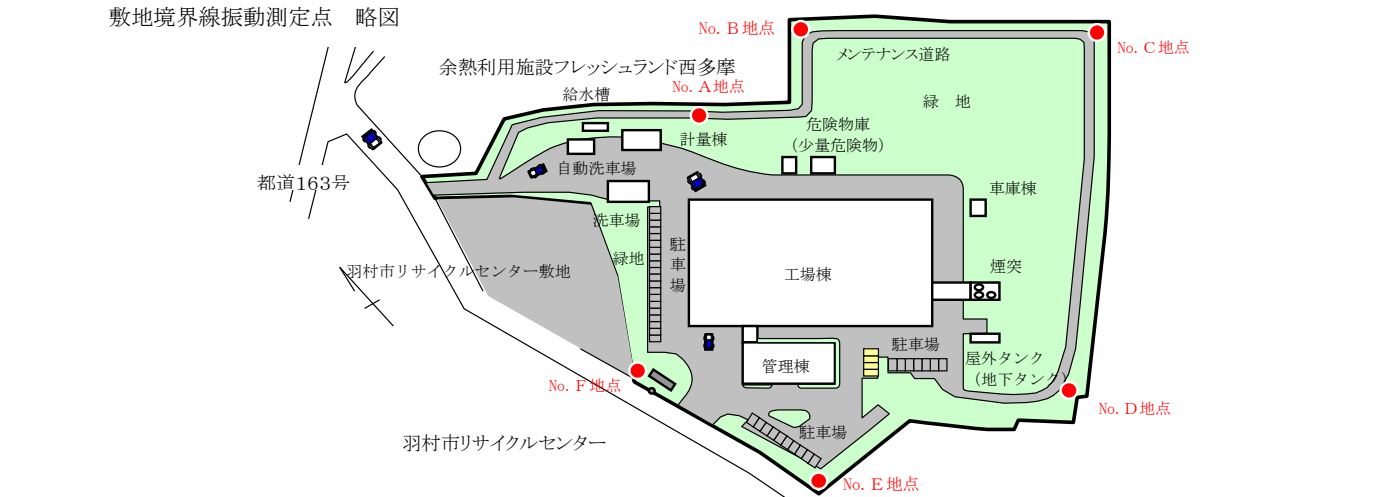 敷地境界線振動測定点　略図
No. B 地点
No. C 地点
メンテナンス道路
余熱利用施設フレッシュランド西多摩
No. A 地点
給水槽
緑　地
危険物庫
（少量危険物）
計量棟
自動洗車場
都道163号
車庫棟
洗車場
駐車場
緑地
煙突
羽村市リサイクルセンター敷地
工場棟
駐車場
屋外タンク
（地下タンク）
管理棟
No. F 地点
No. D 地点
駐車場
羽村市リサイクルセンター
No. E 地点